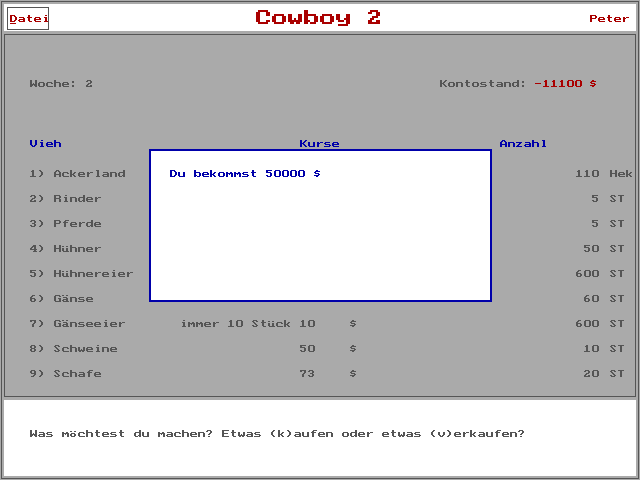 Datei Cowboy 2 Peter
Woche: 2 Kontostand: -11100 $
Vieh Kurse Anzahl
1) Ackerland 110 Hek
Du bekommst 50000 $
2) Rinder 5 ST
3) Pferde 5 ST
4) Hühner 50 ST
5) Hühnereier 600 ST
6) Gänse 60 ST
7) Gänseeier immer 10 Stück 10 $ 600 ST
8) Schweine 50 $ 10 ST
9) Schafe 73 $ 20 ST
Was möchtest du machen? Etwas (k)aufen oder etwas (v)erkaufen?